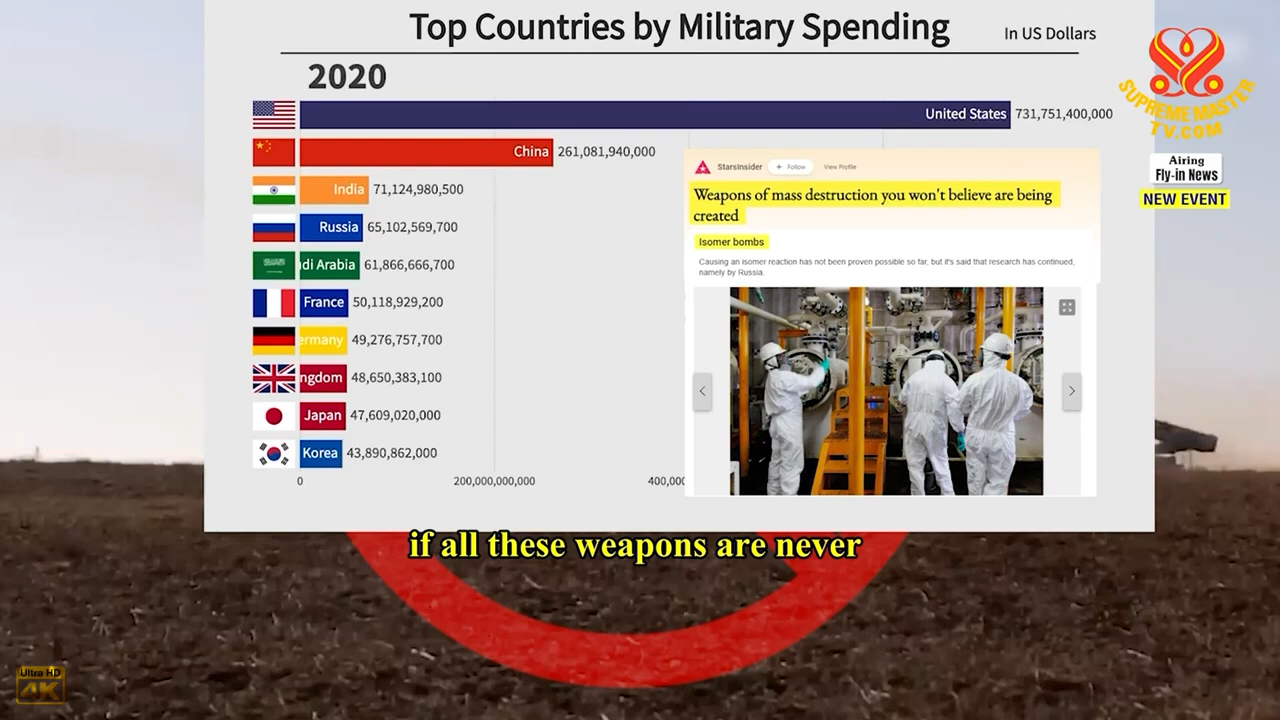 Top Countries by Military Spending
In US Dollars
2020
United States 731,751,400,000
China 261,081,940,000
India 71,124,980,500
Russia 65,102,569,700
di Arabia 61,866,666,700
France 50,118,929,200
ermany 49,276,757,700
ngdom 48,650,383,100
Japan 47,609,020,000
Korea 43,890,862,000
0 200,000,000,000 400,00
StarsInsider + Follow View Profile
Weapons of mass destruction you won't believe are being
created
Isomer bombs
Causing an isomer reaction has not been proven possible so far, but it's said that research has continued,
namely by Russia.
SUPREME MASTER
TV.COM
Airing
Fly-in News
NEW EVENT
if all these weapons are never
Ultra HD
4K